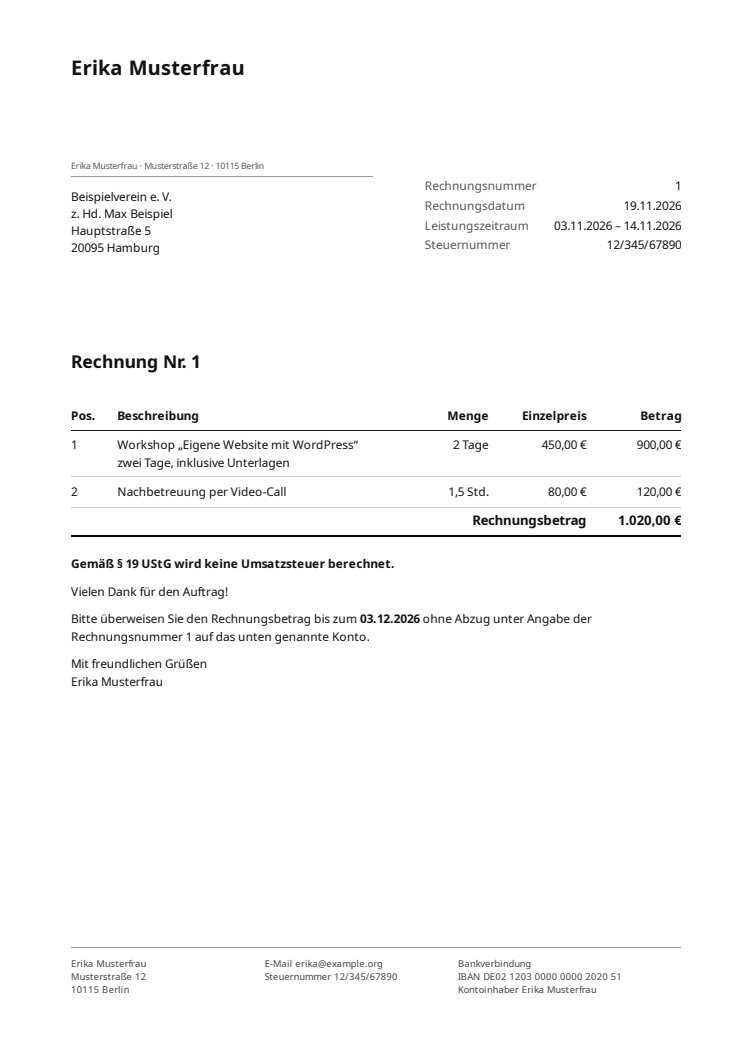 Erika Musterfrau
Erika Musterfrau · Musterstraße 12 · 10115 Berlin
Beispielverein e. V.
z. Hd. Max Beispiel
Hauptstraße 5
20095 Hamburg
Rechnungsnummer 1
Rechnungsdatum 19.11.2026
Leistungszeitraum 03.11.2026 – 14.11.2026
Steuernummer 12/345/67890
Rechnung Nr. 1
Pos. Beschreibung Menge Einzelpreis Betrag
1 Workshop „Eigene Website mit WordPress“ 2 Tage 450,00 € 900,00 €
zwei Tage, inklusive Unterlagen
2 Nachbetreuung per Video-Call 1,5 Std. 80,00 € 120,00 €
Rechnungsbetrag 1.020,00 €
Gemäß § 19 UStG wird keine Umsatzsteuer berechnet.
Vielen Dank für den Auftrag!
Bitte überweisen Sie den Rechnungsbetrag bis zum 03.12.2026 ohne Abzug unter Angabe der
Rechnungsnummer 1 auf das unten genannte Konto.
Mit freundlichen Grüßen
Erika Musterfrau
Erika Musterfrau
Musterstraße 12
10115 Berlin
E-Mail erika@example.org
Steuernummer 12/345/67890
Bankverbindung
IBAN DE02 1203 0000 0000 2020 51
Kontoinhaber Erika Musterfrau